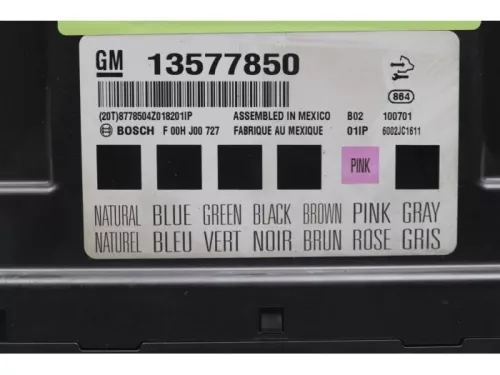 GM 13577850
864
(20T)8778504Z018201IP ASSEMBLED IN MEXICO B02 100701
BOSCH F 00H J00 727 FABRIQUE AU MEXIQUE 01IP 6002JC1611
PINK
NATURAL BLUE GREEN BLACK BROWN PINK GRAY
NATUREL BLEU VERT NOIR BRUN ROSE GRIS